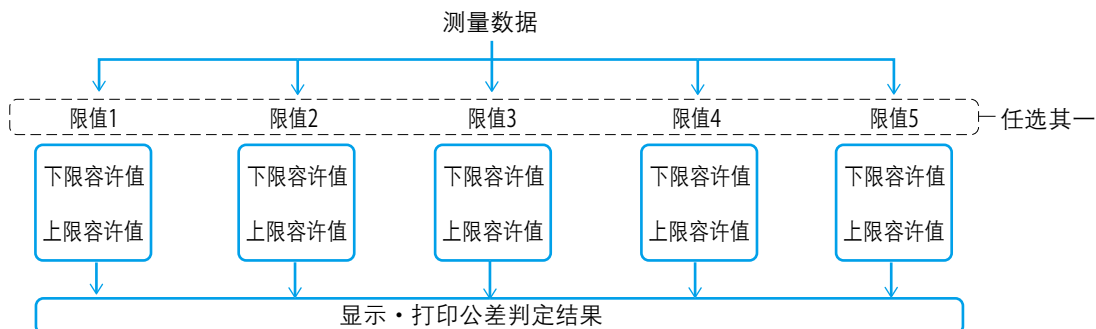 测量数据
限值1 限值2 限值3 限值4 限值5 任选其一
下限容许值 下限容许值 下限容许值 下限容许值 下限容许值
上限容许值 上限容许值 上限容许值 上限容许值 上限容许值
显示・打印公差判定结果